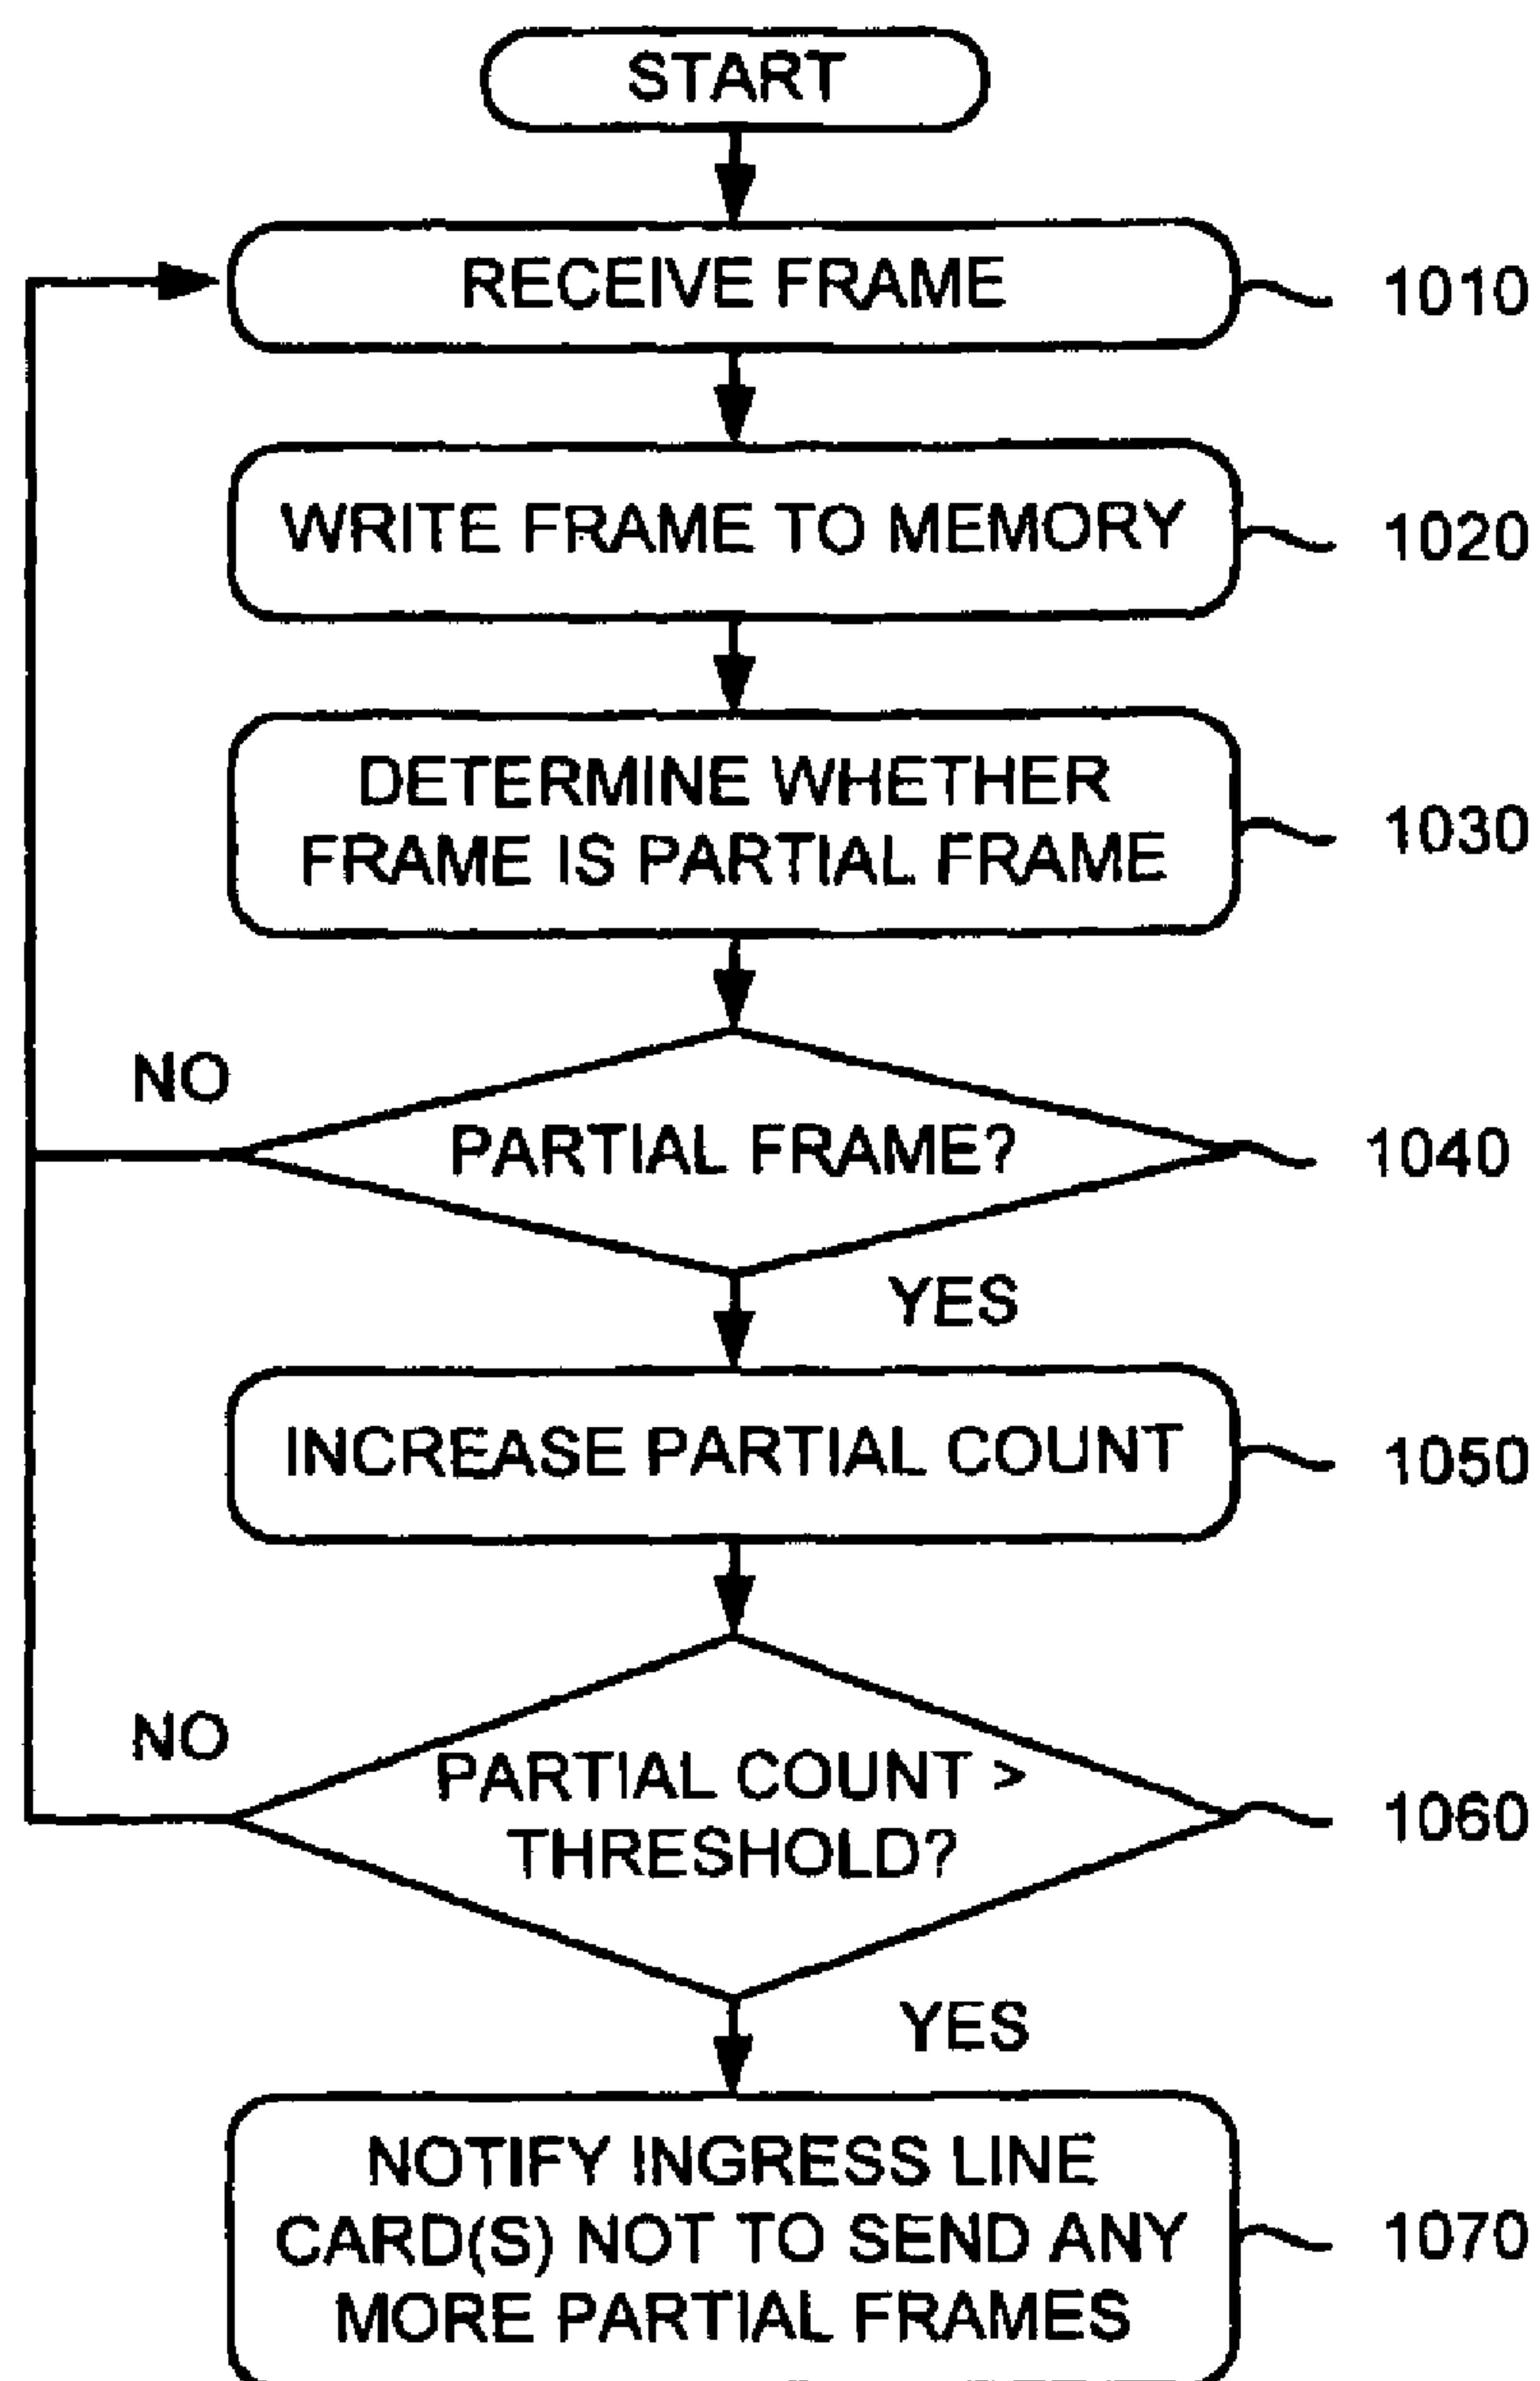 START
RECEIVE FRAME
1010
WRITE FRAME TO MEMORY
1020
DETERMINE WHETHER
FRAME IS PARTIAL FRAME
1030
NO
PARTIAL FRAME?
1040
YES
INCREASE PARTIAL COUNT
1050
NO
PARTIAL COUNT >
THRESHOLD?
1060
YES
NOTIFY INGRESS LINE
CARD(S) NOT TO SEND ANY
MORE PARTIAL FRAMES
1070